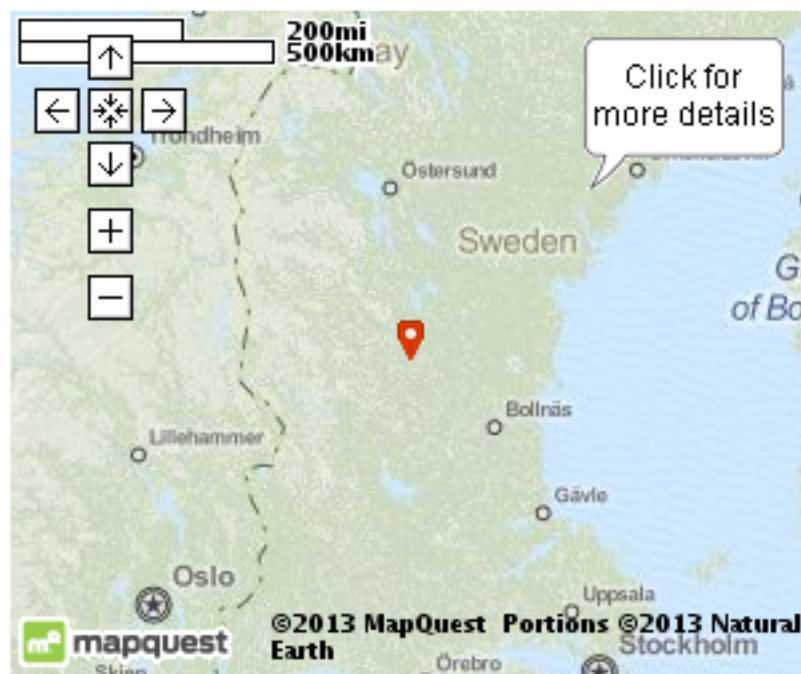 200mi
500km
Click for
more details
Trondheim
Östersund
Sweden
of Bo
Bollnäs
Lillehammer
Gävle
Oslo
Uppsala
mapquest
©2013 MapQuest Portions ©2013 Natural
Earth
Stockholm
Örebro